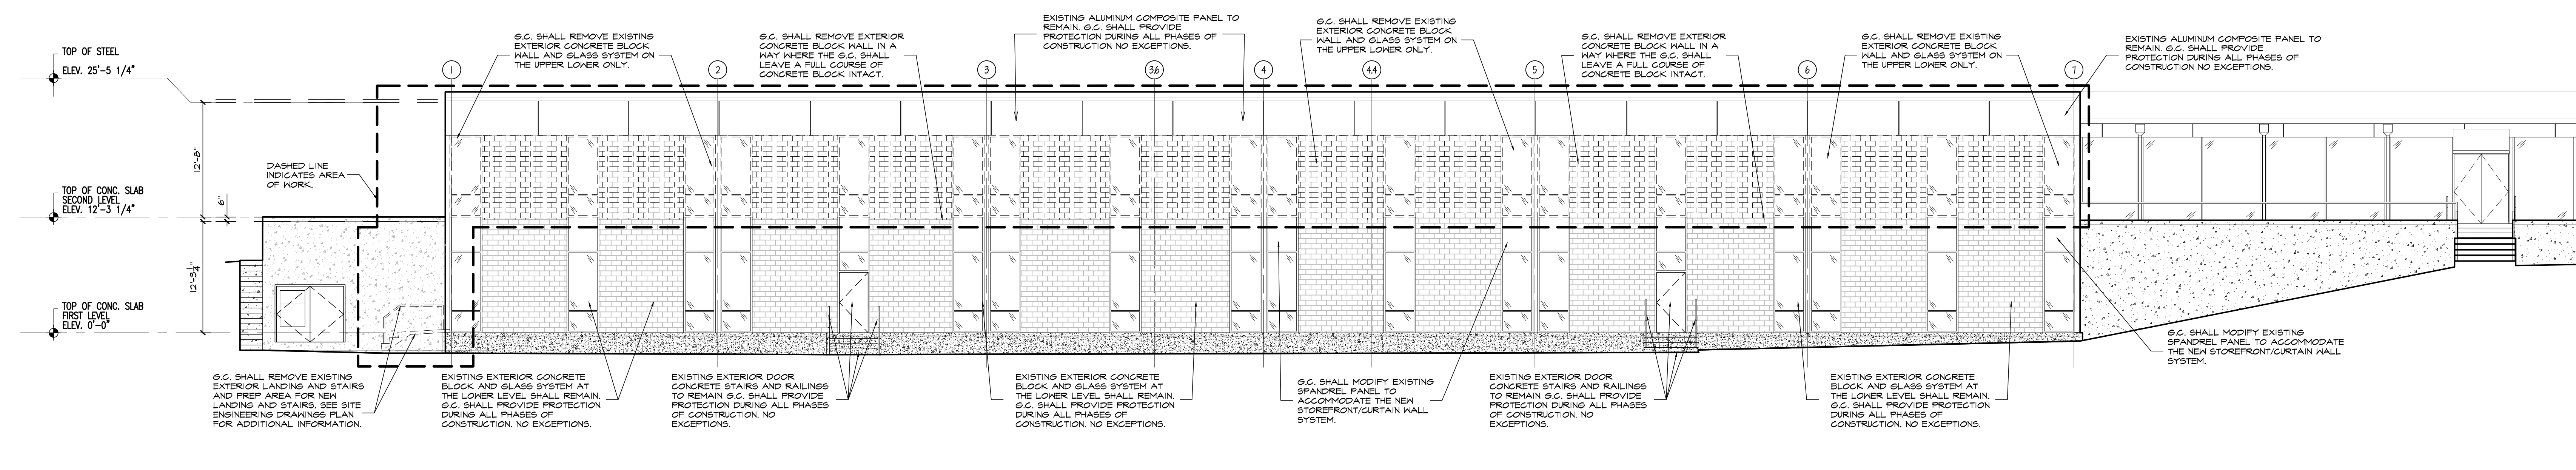 TOP OF STEEL
ELEV. 25'-5 1/4"
TOP OF CONC. SLAB
SECOND LEVEL
ELEV. 12'-3 1/4"
TOP OF CONC. SLAB
FIRST LEVEL
ELEV. 0'-0"
12'-8"
6"
12'-3 1/4"
DASHED LINE
INDICATES AREA
OF WORK.
G.C. SHALL REMOVE EXISTING
EXTERIOR CONCRETE BLOCK
WALL AND GLASS SYSTEM ON
THE UPPER LOWER ONLY.
G.C. SHALL REMOVE EXTERIOR
CONCRETE BLOCK WALL IN A
WAY WHERE THE G.C. SHALL
LEAVE A FULL COURSE OF
CONCRETE BLOCK INTACT.
EXISTING ALUMINUM COMPOSITE PANEL TO
REMAIN. G.C. SHALL PROVIDE
PROTECTION DURING ALL PHASES OF
CONSTRUCTION NO EXCEPTIONS.
G.C. SHALL REMOVE EXISTING
EXTERIOR CONCRETE BLOCK
WALL AND GLASS SYSTEM ON
THE UPPER LOWER ONLY.
G.C. SHALL REMOVE EXTERIOR
CONCRETE BLOCK WALL IN A
WAY WHERE THE G.C. SHALL
LEAVE A FULL COURSE OF
CONCRETE BLOCK INTACT.
G.C. SHALL REMOVE EXISTING
EXTERIOR CONCRETE BLOCK
WALL AND GLASS SYSTEM ON
THE UPPER LOWER ONLY.
EXISTING ALUMINUM COMPOSITE PANEL TO
REMAIN. G.C. SHALL PROVIDE
PROTECTION DURING ALL PHASES OF
CONSTRUCTION NO EXCEPTIONS.
1
2
3
3.6
4
4.4
5
6
7
G.C. SHALL REMOVE EXISTING
EXTERIOR LANDING AND STAIRS
AND PREP AREA FOR NEW
LANDING AND STAIRS. SEE SITE
ENGINEERING DRAWINGS PLAN
FOR ADDITIONAL INFORMATION.
EXISTING EXTERIOR CONCRETE
BLOCK AND GLASS SYSTEM AT
THE LOWER LEVEL SHALL REMAIN.
G.C. SHALL PROVIDE PROTECTION
DURING ALL PHASES OF
CONSTRUCTION. NO EXCEPTIONS.
EXISTING EXTERIOR DOOR
CONCRETE STAIRS AND RAILINGS
TO REMAIN G.C. SHALL PROVIDE
PROTECTION DURING ALL PHASES
OF CONSTRUCTION. NO
EXCEPTIONS.
EXISTING EXTERIOR CONCRETE
BLOCK AND GLASS SYSTEM AT
THE LOWER LEVEL SHALL REMAIN.
G.C. SHALL PROVIDE PROTECTION
DURING ALL PHASES OF
CONSTRUCTION. NO EXCEPTIONS.
G.C. SHALL MODIFY EXISTING
SPANDREL PANEL TO
ACCOMMODATE THE NEW
STOREFRONT/CURTAIN WALL
SYSTEM.
EXISTING EXTERIOR DOOR
CONCRETE STAIRS AND RAILINGS
TO REMAIN G.C. SHALL PROVIDE
PROTECTION DURING ALL PHASES
OF CONSTRUCTION. NO
EXCEPTIONS.
EXISTING EXTERIOR CONCRETE
BLOCK AND GLASS SYSTEM AT
THE LOWER LEVEL SHALL REMAIN.
G.C. SHALL PROVIDE PROTECTION
DURING ALL PHASES OF
CONSTRUCTION. NO EXCEPTIONS.
G.C. SHALL MODIFY EXISTING
SPANDREL PANEL TO ACCOMMODATE
THE NEW STOREFRONT/CURTAIN WALL
SYSTEM.